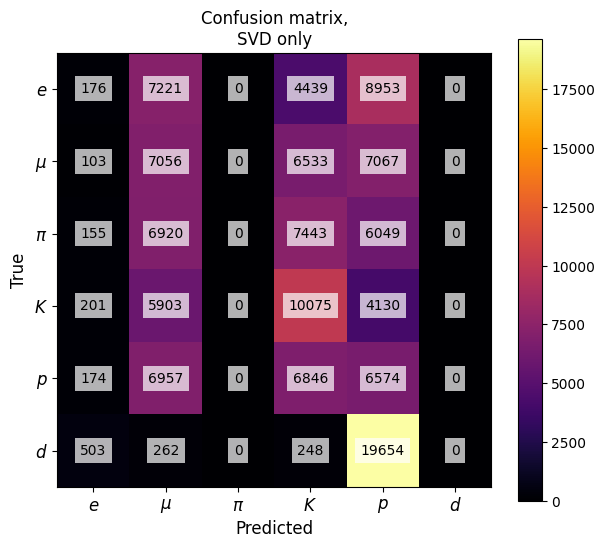 Confusion matrix,
SVD only
True
e 176 7221 0 4439 8953 0
μ 103 7056 0 6533 7067 0
π 155 6920 0 7443 6049 0
K 201 5903 0 10075 4130 0
p 174 6957 0 6846 6574 0
d 503 262 0 248 19654 0
e μ π K p d
Predicted
17500
15000
12500
10000
7500
5000
2500
0